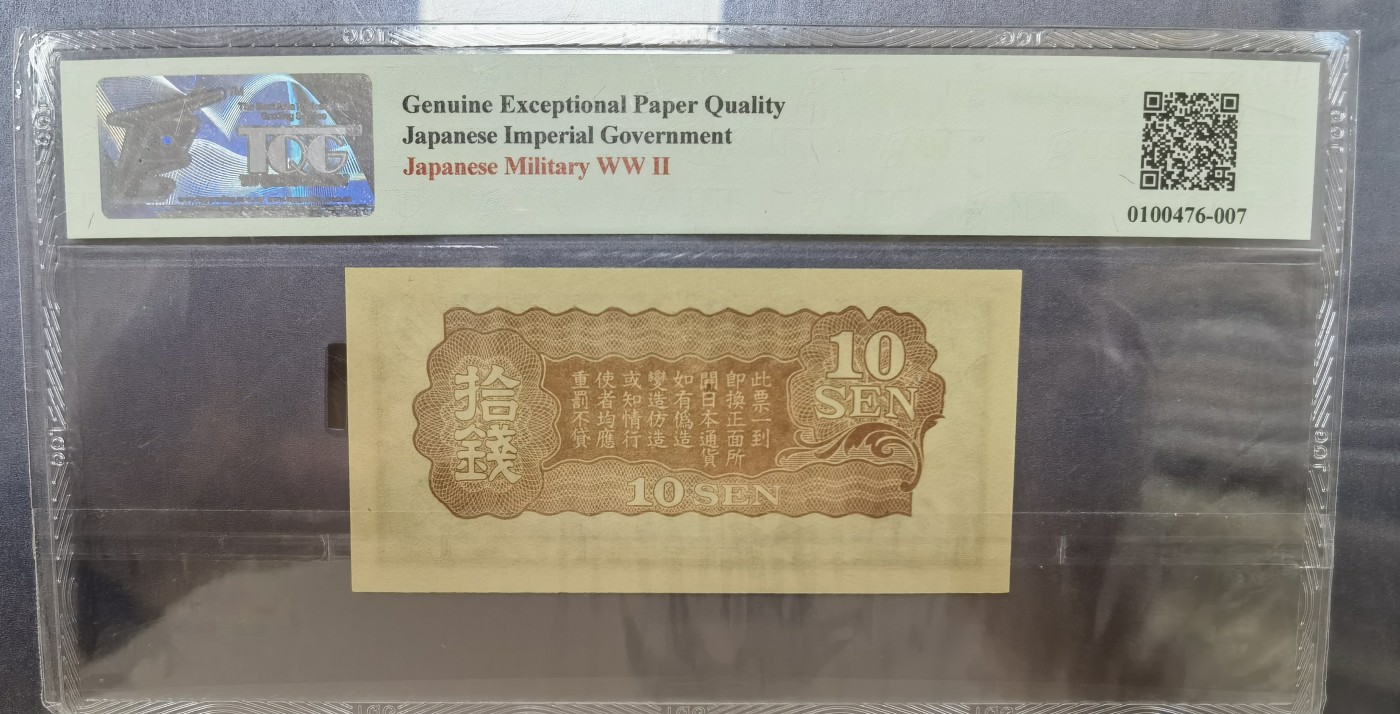 TQG
Genuine Exceptional Paper Quality
Japanese Imperial Government
Japanese Military WW II
0100476-007
拾錢
此票一到
即換正面所
開日本通貨
如有僞造
變造仿造
或知情行
使者均應
重罰不貸
10
SEN
10 SEN